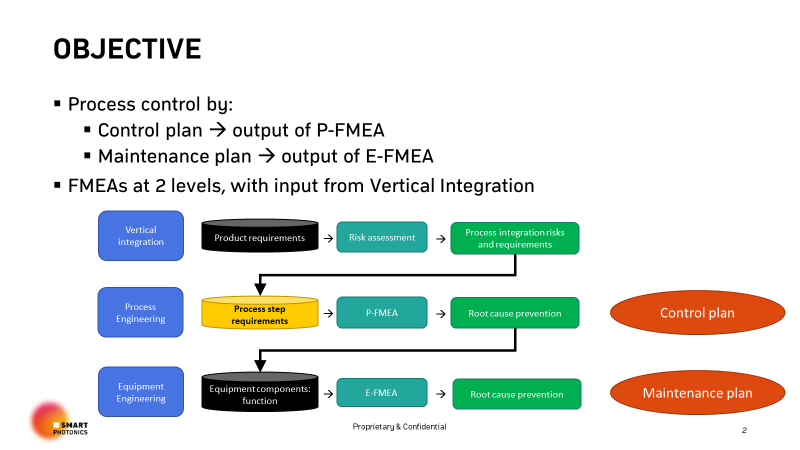 OBJECTIVE
▪ Process control by:
▪ Control plan → output of P-FMEA
▪ Maintenance plan → output of E-FMEA
▪ FMEAs at 2 levels, with input from Vertical Integration
Vertical
integration
Product requirements
→
Risk assessment
→
Process integration risks
and requirements
Process
Engineering
Process step
requirements
→
P-FMEA
→
Root cause prevention
Control plan
Equipment
Engineering
Equipment components:
function
→
E-FMEA
→
Root cause prevention
Maintenance plan
SMART
PHOTONICS
Proprietary & Confidential
2